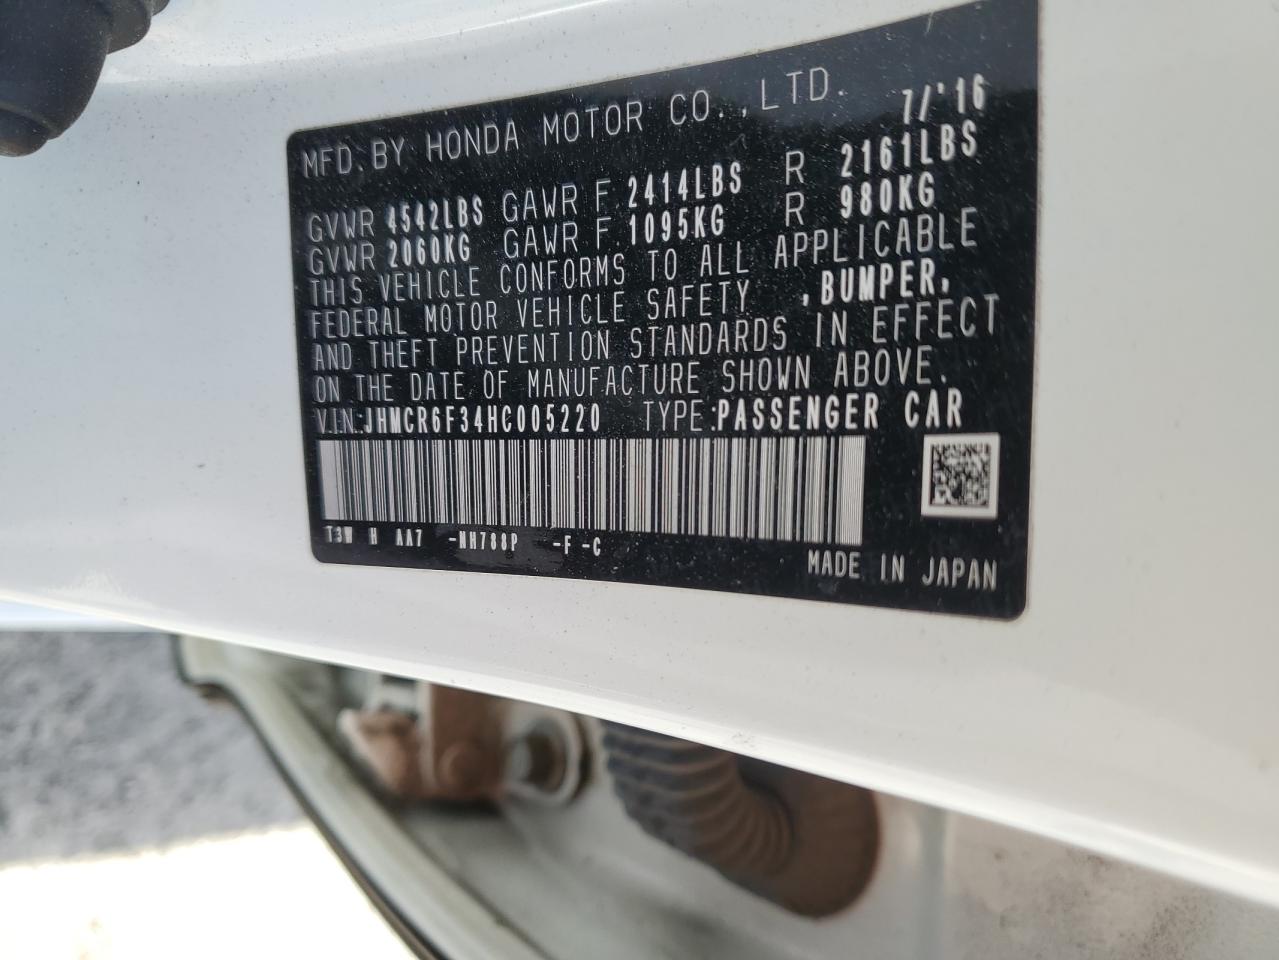 MFD. BY HONDA MOTOR CO., LTD. 7/'16
GVWR 4542LBS GAWR F. 2414LBS R 2161LBS
GVWR 2060KG GAWR F. 1095KG R 980KG
THIS VEHICLE CONFORMS TO ALL APPLICABLE
FEDERAL MOTOR VEHICLE SAFETY , BUMPER,
AND THEFT PREVENTION STANDARDS IN EFFECT
ON THE DATE OF MANUFACTURE SHOWN ABOVE.
V.I.N.: JHMCR6F34HC005220 TYPE: PASSENGER CAR
T3W H AA7 -NH788P -F -C
MADE IN JAPAN